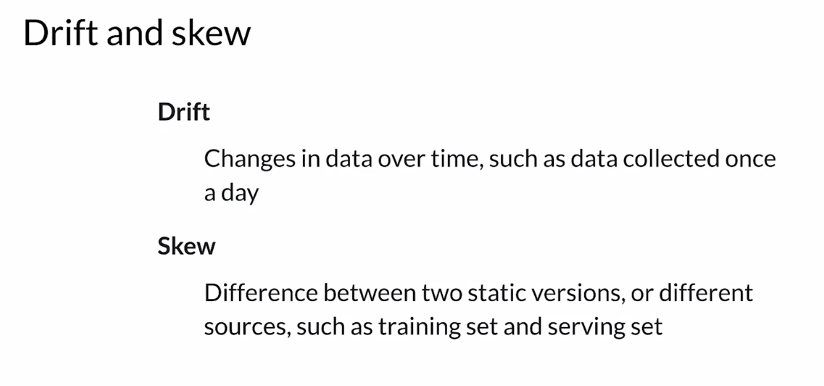 Drift and skew
Drift
Changes in data over time, such as data collected once
a day
Skew
Difference between two static versions, or different
sources, such as training set and serving set